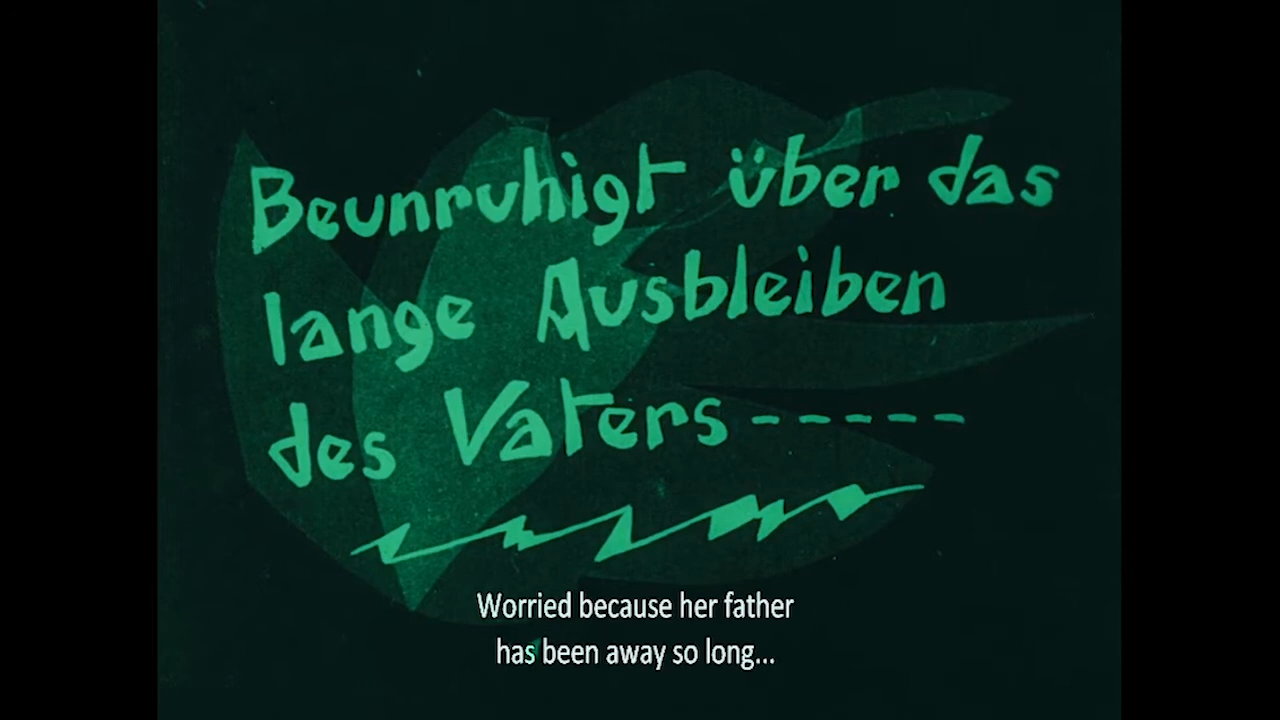 Beunruhigt über das
lange Ausbleiben
des Vaters-----
Worried because her father
has been away so long...